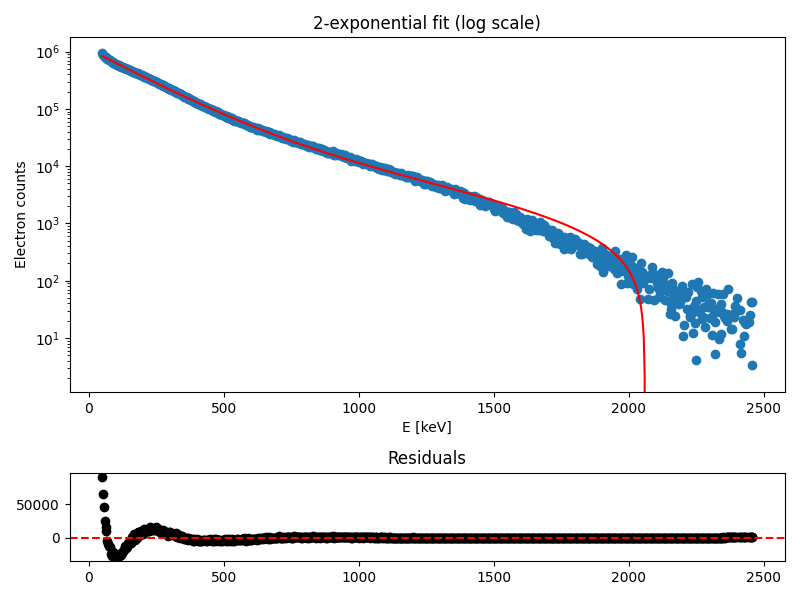 2-exponential fit (log scale)
10⁶
10⁵
10⁴
10³
10²
10¹
Electron counts
0 500 1000 1500 2000 2500
E [keV]
Residuals
50000
0
0 500 1000 1500 2000 2500